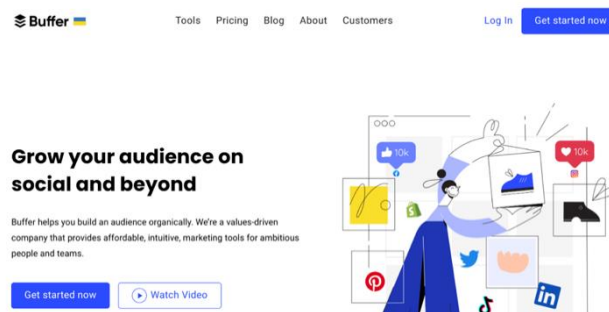 Buffer
Tools Pricing Blog About Customers
Log In
Get started now
Grow your audience on
social and beyond
Buffer helps you build an audience organically. We're a values-driven
company that provides affordable, intuitive, marketing tools for ambitious
people and teams.
Get started now
Watch Video
10k
10k
in